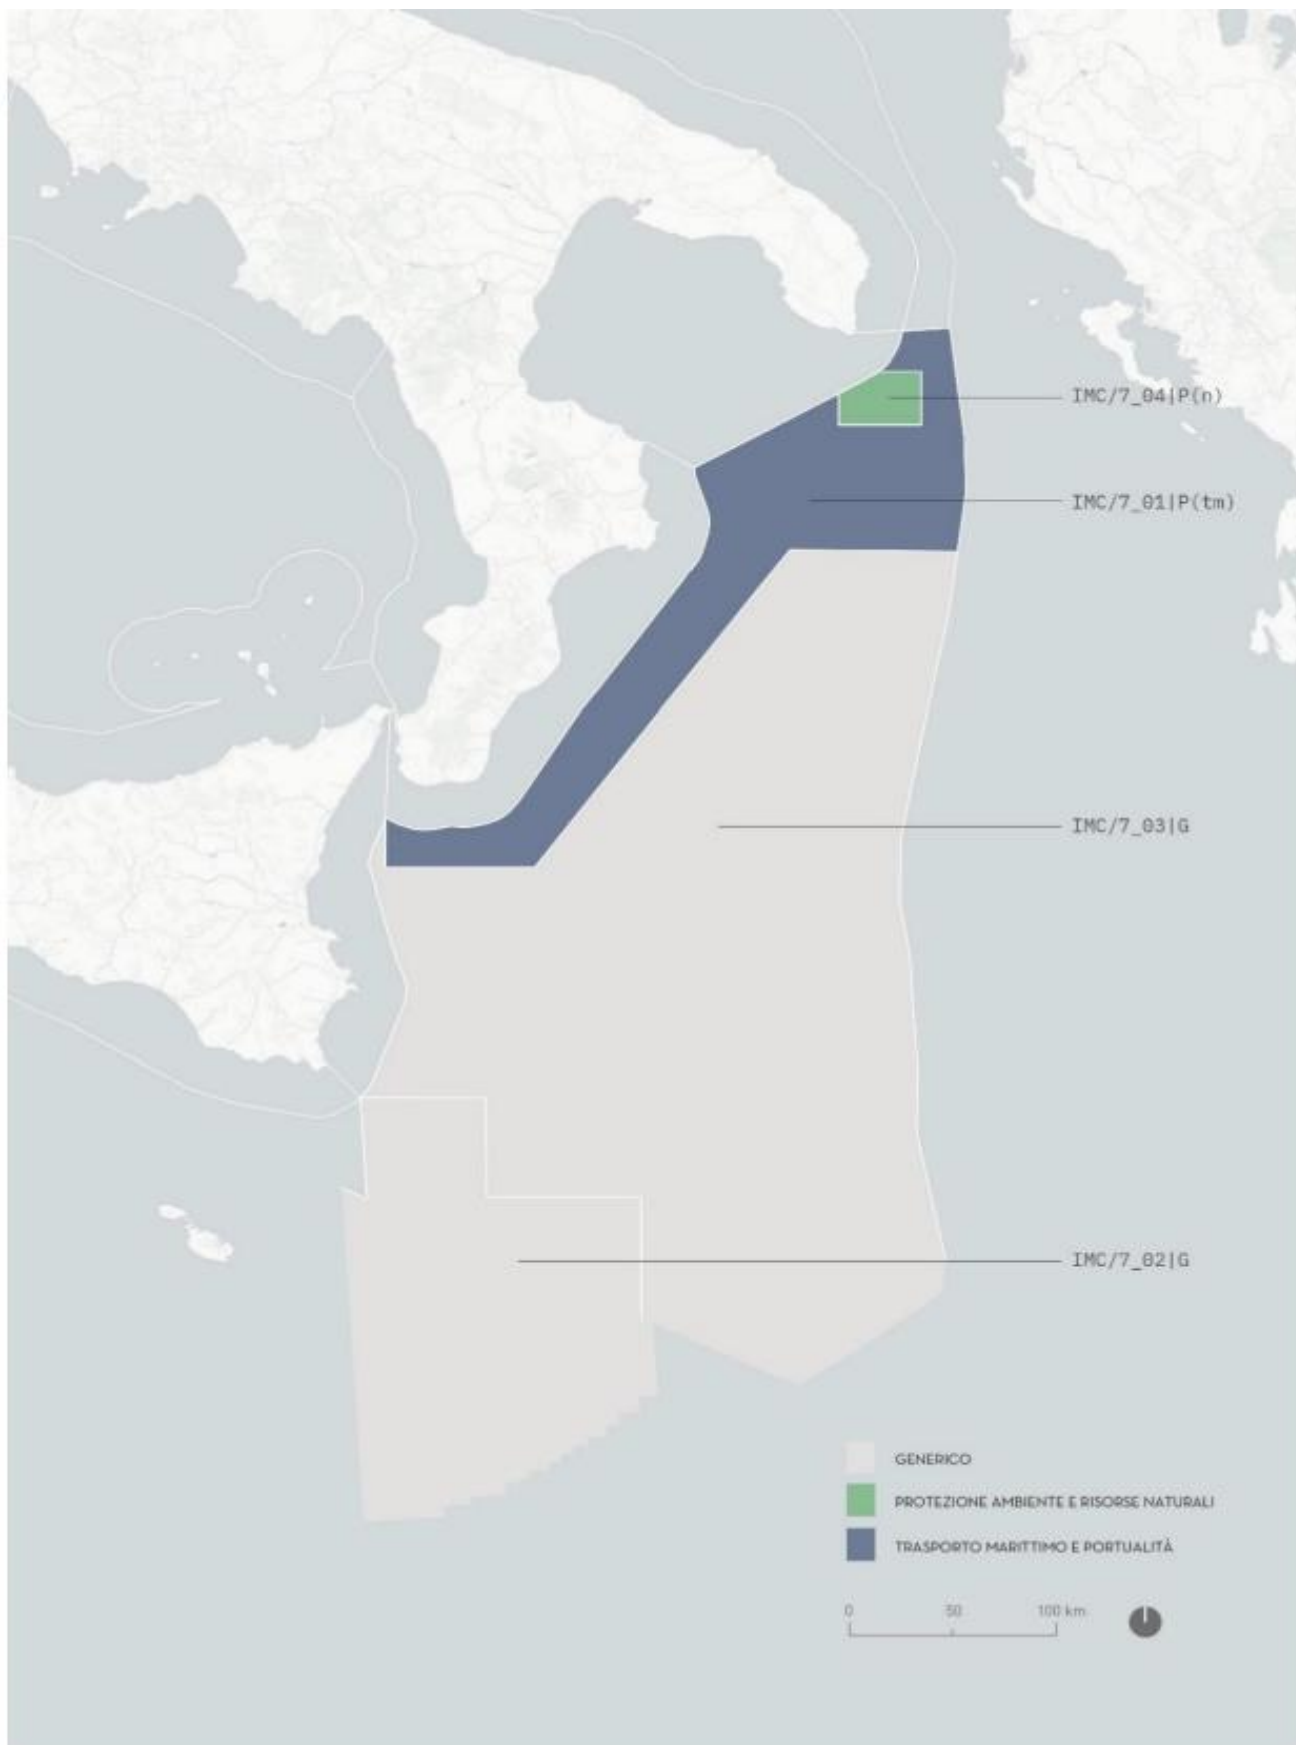 IMC/7_04|P(n)
IMC/7_01|P(tm)
IMC/7_03|G
IMC/7_02|G
GENERICO
PROTEZIONE AMBIENTE E RISORSE NATURALI
TRASPORTO MARITTIMO E PORTUALITÀ
0 50 100 km